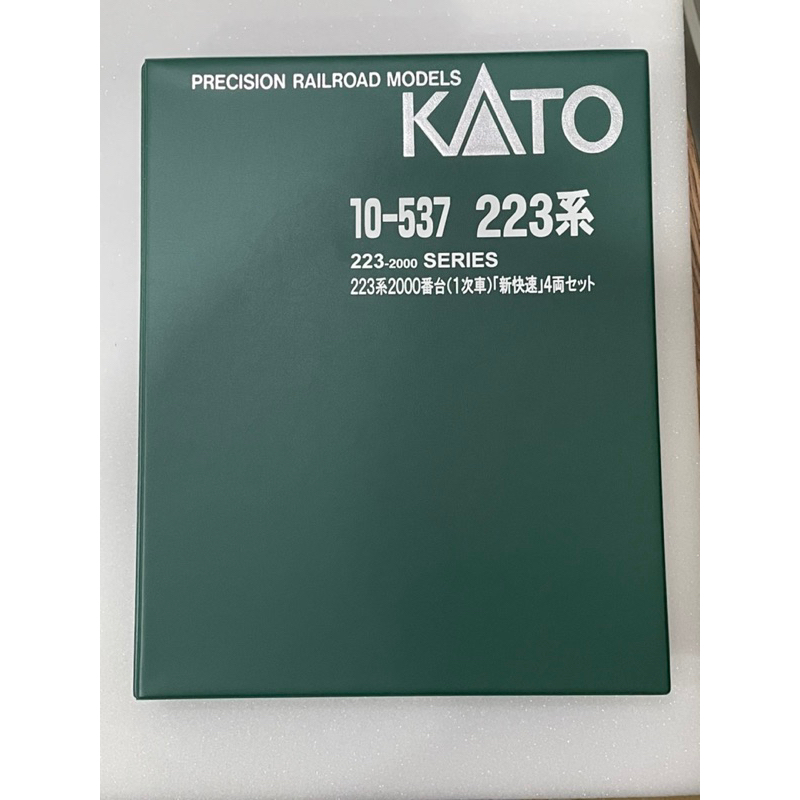 PRECISION RAILROAD MODELS
KATO
10-537 223系
223-2000 SERIES
223系2000番台(1次車)「新快速」4両セット